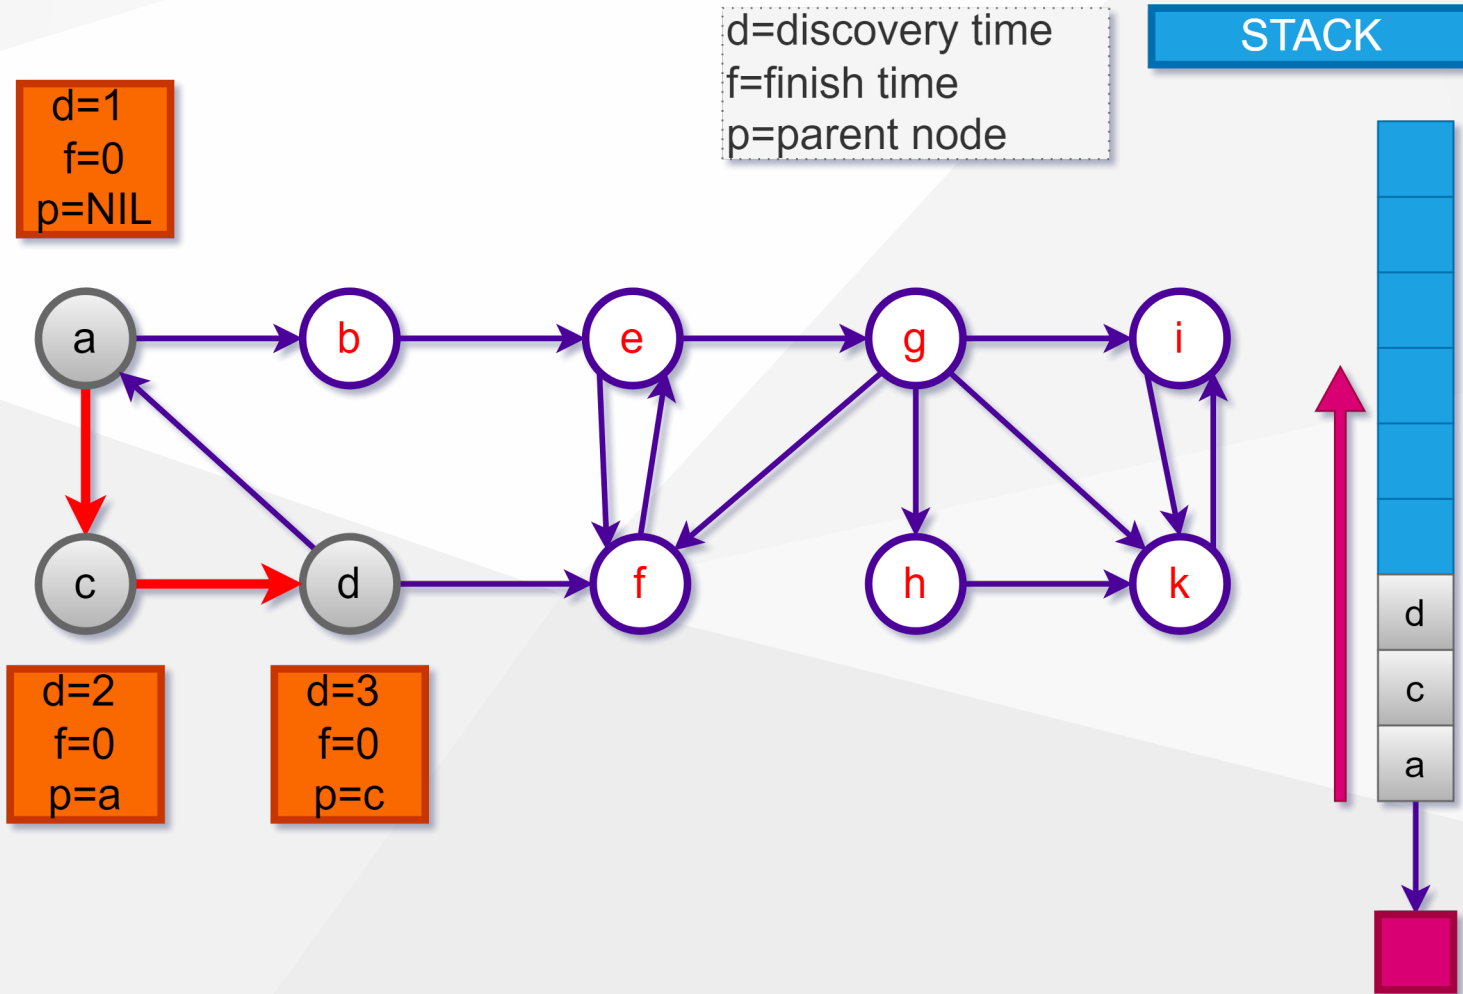 d=discovery time
f=finish time
p=parent node
STACK
d=1
f=0
p=NIL
a
b
e
g
i
c
d
f
h
k
d=2
f=0
p=a
d=3
f=0
p=c
d
c
a